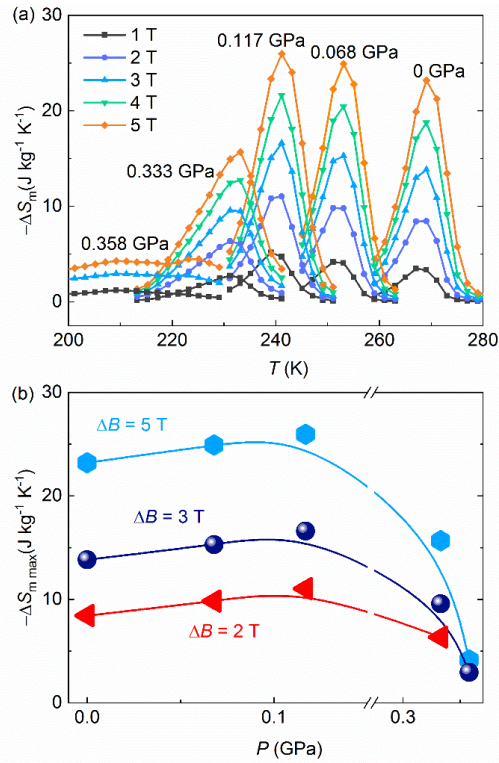 (a)
30
20
10
0
−ΔSm(J kg−1 K−1)
1 T
2 T
3 T
4 T
5 T
0.117 GPa
0.068 GPa
0 GPa
0.333 GPa
0.358 GPa
200 220 240 260 280
T (K)
(b)
30
20
10
0
−ΔSm max(J kg−1 K−1)
ΔB = 5 T
ΔB = 3 T
ΔB = 2 T
0.0 0.1 0.3
P (GPa)